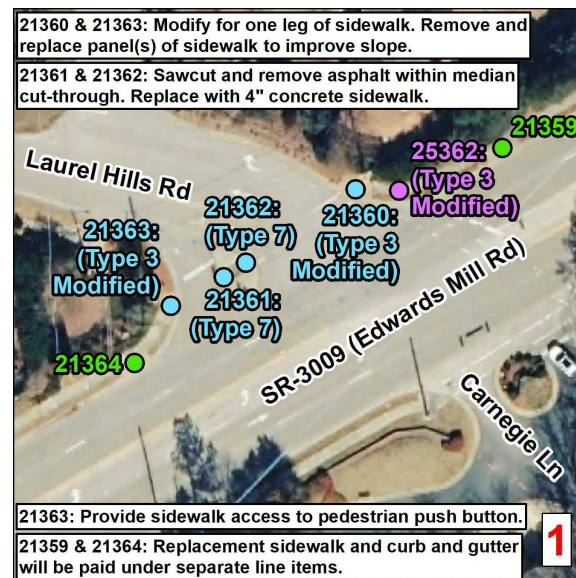 21360 & 21363: Modify for one leg of sidewalk. Remove and
replace panel(s) of sidewalk to improve slope.
21361 & 21362: Sawcut and remove asphalt within median
cut-through. Replace with 4" concrete sidewalk.
21359
25362:
(Type 3
Modified)
Laurel Hills Rd
21362:
(Type 7)
21360:
(Type 3
Modified)
21363:
(Type 3
Modified)
21361:
(Type 7)
SR-3009 (Edwards Mill Rd)
21364
Carnegie Ln
21363: Provide sidewalk access to pedestrian push button.
21359 & 21364: Replacement sidewalk and curb and gutter
will be paid under separate line items.
1